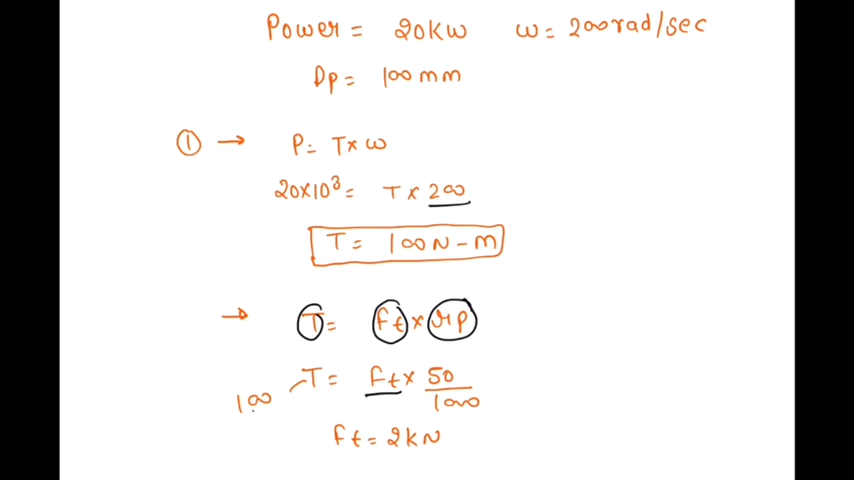 Power = 20kw ω = 200rad/sec
Dp = 100mm
① → P = T × ω
20×10³ = T × 200
T = 100N-m
→ T = ft × rp
100 T = ft × 50/1000
ft = 2kN